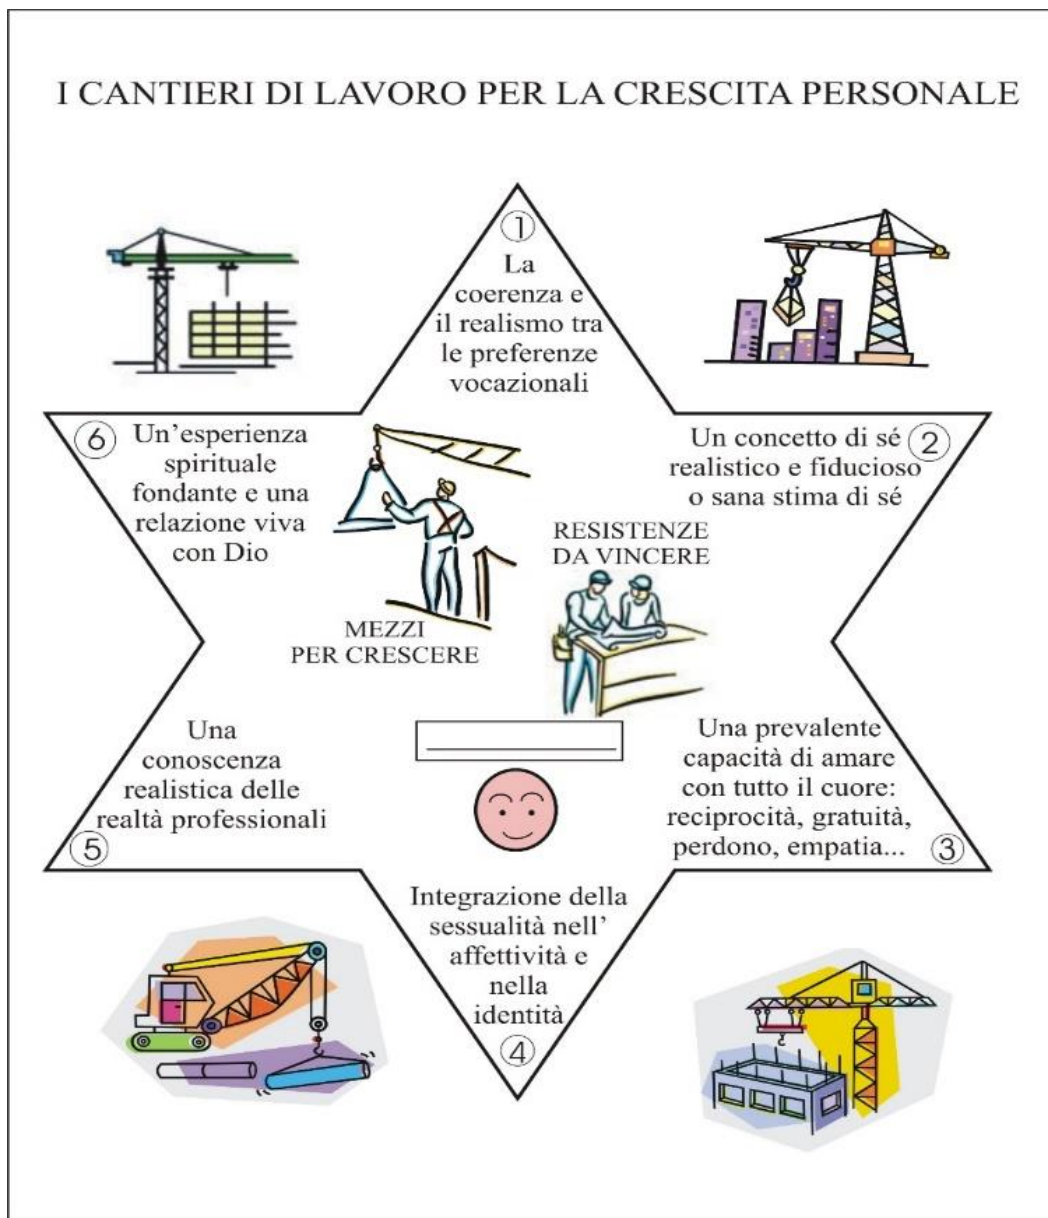 I CANTIERI DI LAVORO PER LA CRESCITA PERSONALE
1
La
coerenza e
il realismo tra
le preferenze
vocazionali
2
Un concetto di sé
realistico e fiducioso
o sana stima di sé
6
Un'esperienza
spirituale
fondante e una
relazione viva
con Dio
RESISTENZE
DA VINCERE
MEZZI
PER CRESCERE
Una prevalente
capacità di amare
con tutto il cuore:
reciprocità, gratuità,
perdono, empatia...
3
Una
conoscenza
realistica delle
realtà professionali
5
Integrazione della
sessualità nell'
affettività e
nella
identità
4